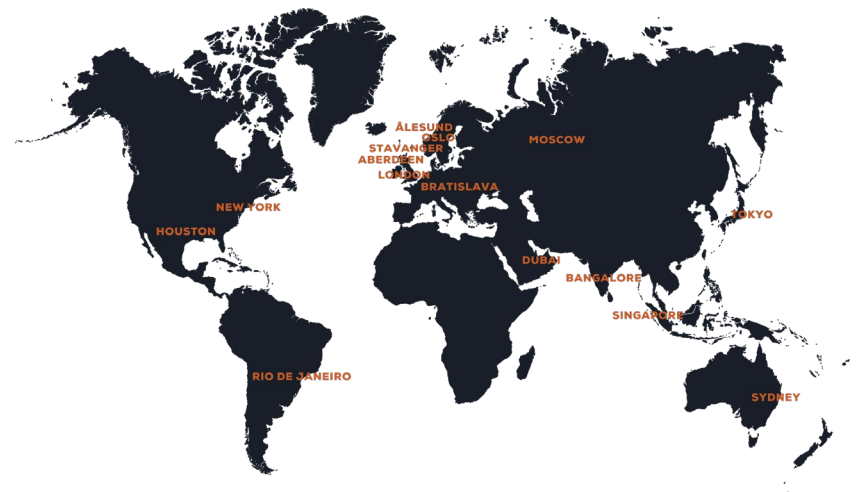 ÅLESUND
OSLO
MOSCOW
STAVANGER
ABERDEEN
LONDON
BRATISLAVA
NEW YORK
TOKYO
HOUSTON
DUBAI
BANGALORE
SINGAPORE
RIO DE JANEIRO
SYDNEY